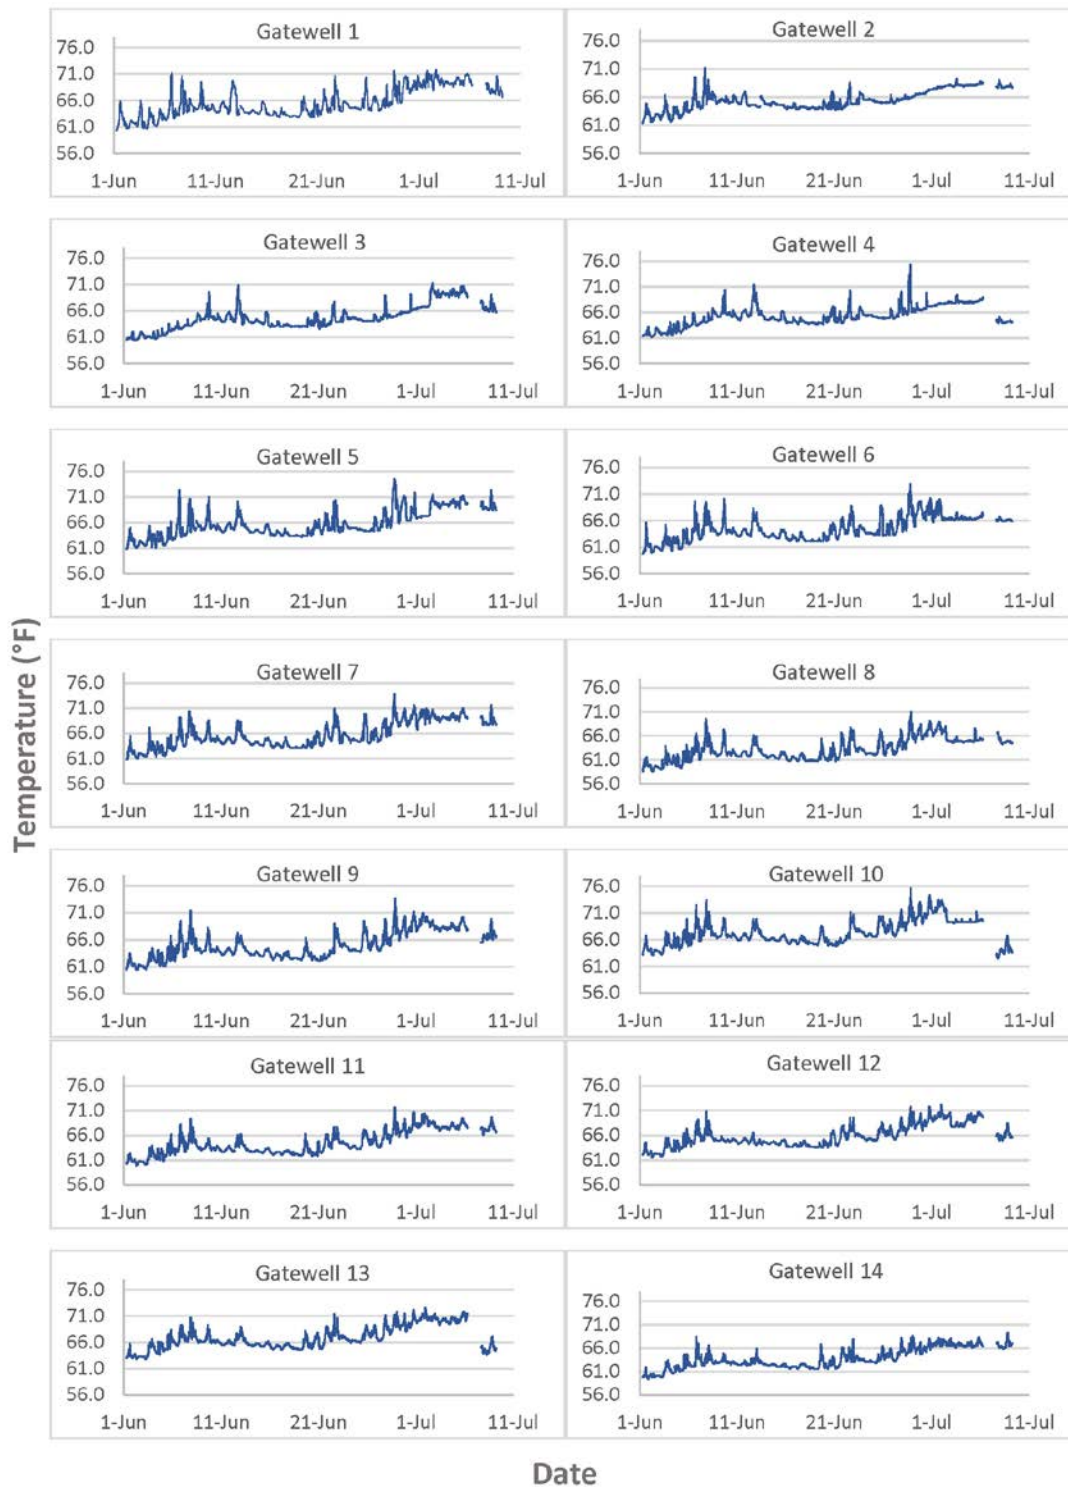 Temperature (°F)
Gatewell 1
76.0
71.0
66.0
61.0
56.0
1-Jun 11-Jun 21-Jun 1-Jul 11-Jul
Gatewell 2
76.0
71.0
66.0
61.0
56.0
1-Jun 11-Jun 21-Jun 1-Jul 11-Jul
Gatewell 3
76.0
71.0
66.0
61.0
56.0
1-Jun 11-Jun 21-Jun 1-Jul 11-Jul
Gatewell 4
76.0
71.0
66.0
61.0
56.0
1-Jun 11-Jun 21-Jun 1-Jul 11-Jul
Gatewell 5
76.0
71.0
66.0
61.0
56.0
1-Jun 11-Jun 21-Jun 1-Jul 11-Jul
Gatewell 6
76.0
71.0
66.0
61.0
56.0
1-Jun 11-Jun 21-Jun 1-Jul 11-Jul
Gatewell 7
76.0
71.0
66.0
61.0
56.0
1-Jun 11-Jun 21-Jun 1-Jul 11-Jul
Gatewell 8
76.0
71.0
66.0
61.0
56.0
1-Jun 11-Jun 21-Jun 1-Jul 11-Jul
Gatewell 9
76.0
71.0
66.0
61.0
56.0
1-Jun 11-Jun 21-Jun 1-Jul 11-Jul
Gatewell 10
76.0
71.0
66.0
61.0
56.0
1-Jun 11-Jun 21-Jun 1-Jul 11-Jul
Gatewell 11
76.0
71.0
66.0
61.0
56.0
1-Jun 11-Jun 21-Jun 1-Jul 11-Jul
Gatewell 12
76.0
71.0
66.0
61.0
56.0
1-Jun 11-Jun 21-Jun 1-Jul 11-Jul
Gatewell 13
76.0
71.0
66.0
61.0
56.0
1-Jun 11-Jun 21-Jun 1-Jul 11-Jul
Gatewell 14
76.0
71.0
66.0
61.0
56.0
1-Jun 11-Jun 21-Jun 1-Jul 11-Jul
Date